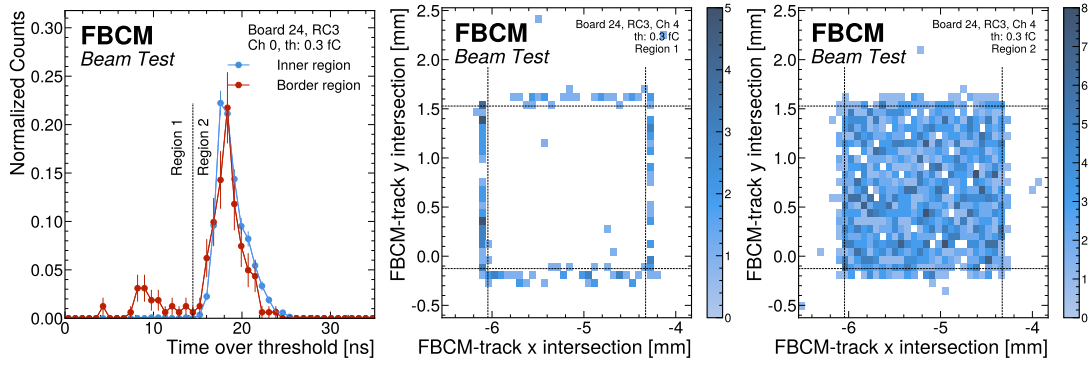 FBCM
Beam Test
Board 24, RC3
Ch 0, th: 0.3 fC
Inner region
Border region
Region 1
Region 2
Normalized Counts
0.30
0.25
0.20
0.15
0.10
0.05
0.00
0
10
20
30
Time over threshold [ns]
FBCM
Beam Test
Board 24, RC3, Ch 4
th: 0.3 fC
Region 1
FBCM-track y intersection [mm]
2.5
2.0
1.5
1.0
0.5
0.0
-0.5
-6
-5
-4
FBCM-track x intersection [mm]
5
4
3
2
1
0
FBCM
Beam Test
Board 24, RC3, Ch 4
th: 0.3 fC
Region 2
FBCM-track y intersection [mm]
2.5
2.0
1.5
1.0
0.5
0.0
-0.5
-6
-5
-4
FBCM-track x intersection [mm]
8
7
6
5
4
3
2
1
0